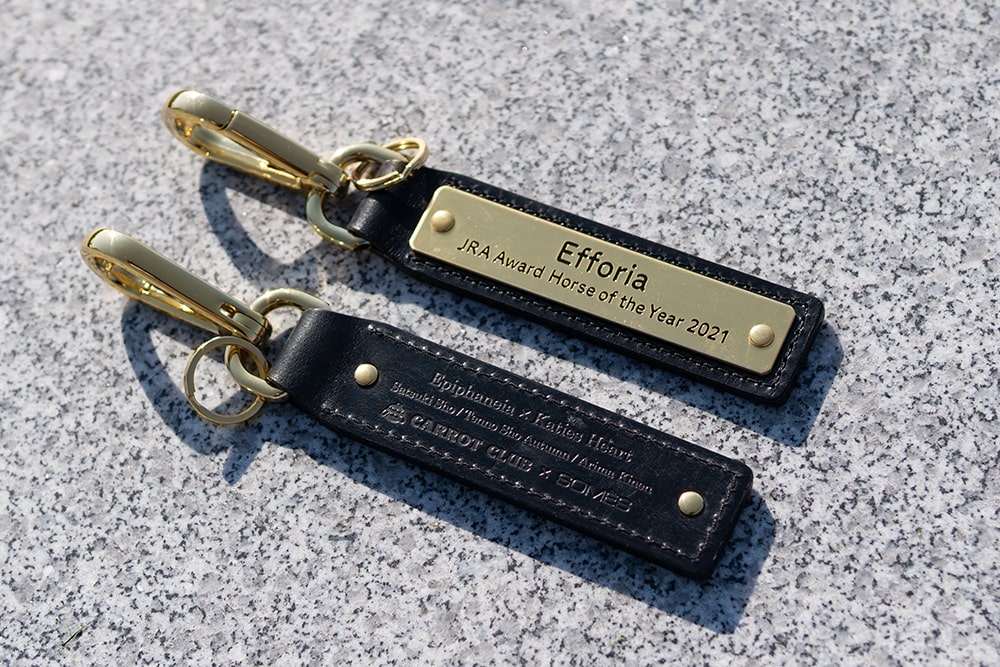 Efforia
JRA Award Horse of the Year 2021
Epiphaneia x Katies Heart
Satsuki Sho / Tenno Sho Autumn / Arima Kinen
CARROT CLUB x SOMES